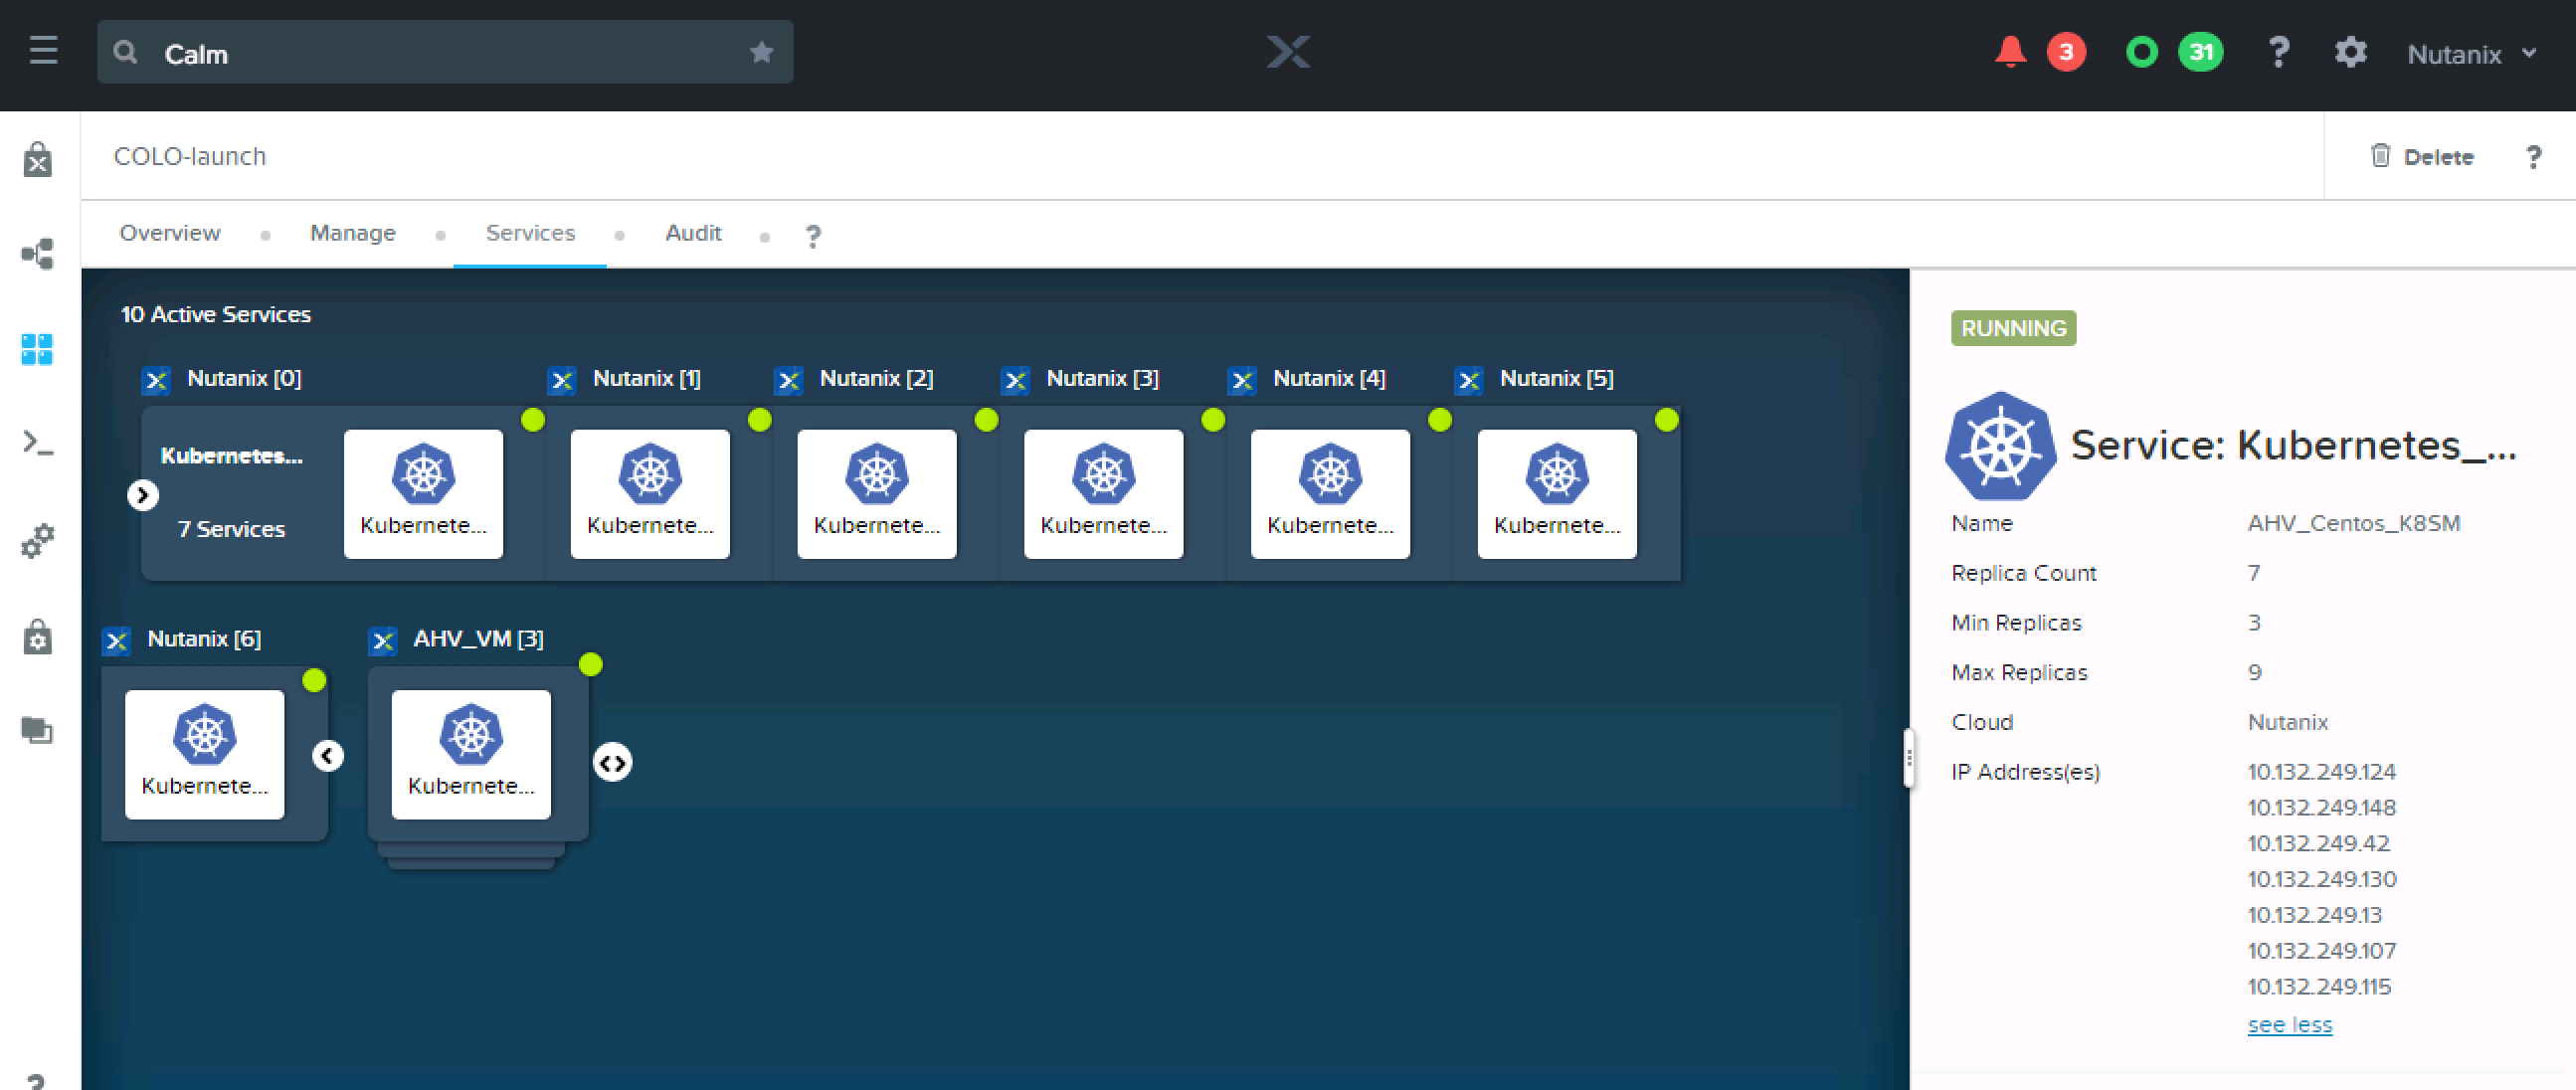 Calm
3
31
?
Nutanix
COLO-launch
Delete
?
Overview
Manage
Services
Audit
?
10 Active Services
Nutanix [0]
Nutanix [1]
Nutanix [2]
Nutanix [3]
Nutanix [4]
Nutanix [5]
Kubernetes...
7 Services
Kubernete...
Kubernete...
Kubernete...
Kubernete...
Kubernete...
Kubernete...
Nutanix [6]
AHV_VM [3]
Kubernete...
Kubernete...
RUNNING
Service: Kubernetes_...
Name AHV_Centos_K8SM
Replica Count 7
Min Replicas 3
Max Replicas 9
Cloud Nutanix
IP Address(es) 10.132.249.124
10.132.249.148
10.132.249.42
10.132.249.130
10.132.249.13
10.132.249.107
10.132.249.115
see less
?